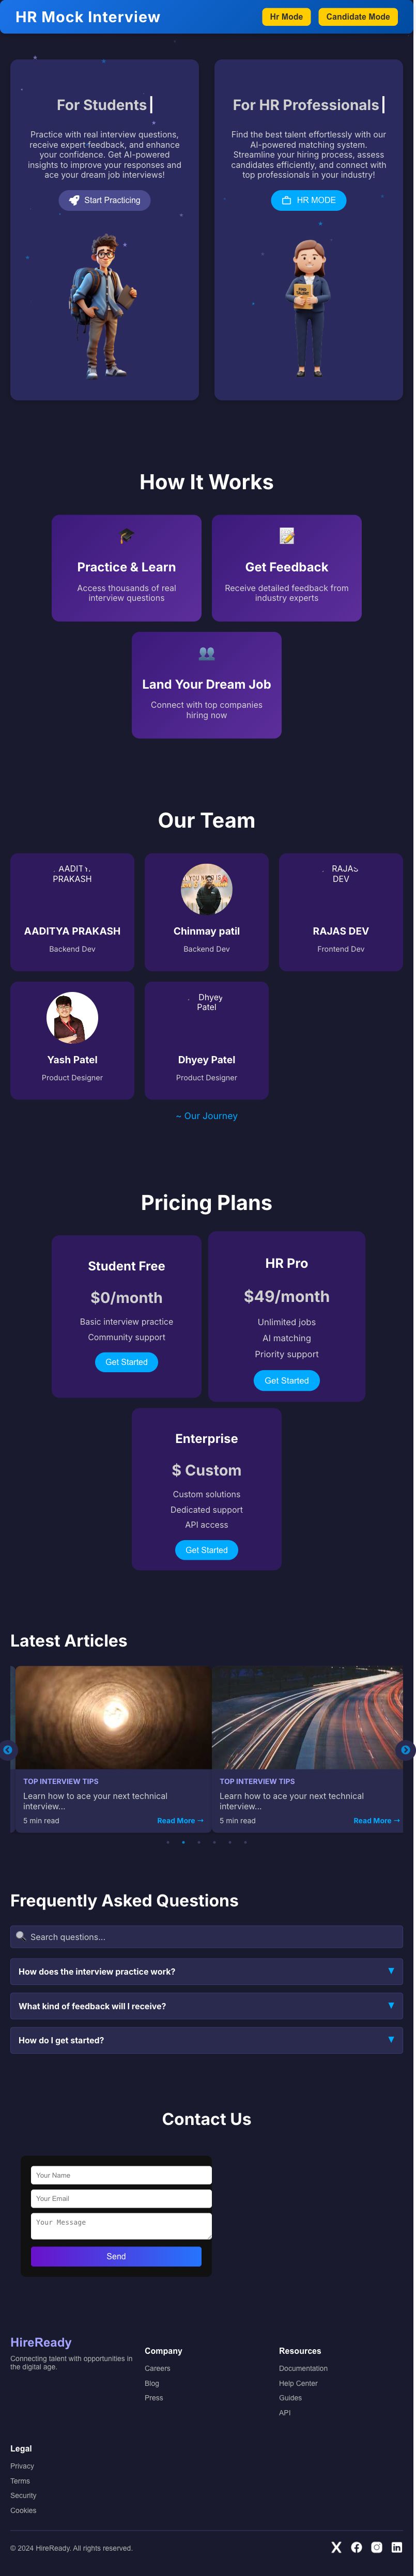 HR Mock Interview
Hr Mode
Candidate Mode
For Students
Practice with real interview questions,
receive expert feedback, and enhance
your confidence. Get AI-powered
insights to improve your responses and
ace your dream job interviews!
Start Practicing
For HR Professionals
Find the best talent effortlessly with our
AI-powered matching system.
Streamline your hiring process, assess
candidates efficiently, and connect with
top professionals in your industry!
HR MODE
FIND
TALENT
How It Works
Practice & Learn
Access thousands of real
interview questions
Get Feedback
Receive detailed feedback from
industry experts
Land Your Dream Job
Connect with top companies
hiring now
Our Team
AADITYA
PRAKASH
AADITYA PRAKASH
Backend Dev
Chinmay patil
Backend Dev
RAJAS
DEV
RAJAS DEV
Frontend Dev
Yash Patel
Product Designer
Dhyey
Patel
Dhyey Patel
Product Designer
~ Our Journey
Pricing Plans
Student Free
$0/month
Basic interview practice
Community support
Get Started
HR Pro
$49/month
Unlimited jobs
AI matching
Priority support
Get Started
Enterprise
$ Custom
Custom solutions
Dedicated support
API access
Get Started
Latest Articles
TOP INTERVIEW TIPS
Learn how to ace your next technical
interview...
5 min read
Read More →
TOP INTERVIEW TIPS
Learn how to ace your next technical
interview...
5 min read
Read More →
Frequently Asked Questions
Search questions...
How does the interview practice work?
What kind of feedback will I receive?
How do I get started?
Contact Us
Your Name
Your Email
Your Message
Send
HireReady
Connecting talent with opportunities in
the digital age.
Company
Careers
Blog
Press
Resources
Documentation
Help Center
Guides
API
Legal
Privacy
Terms
Security
Cookies
© 2024 HireReady. All rights reserved.